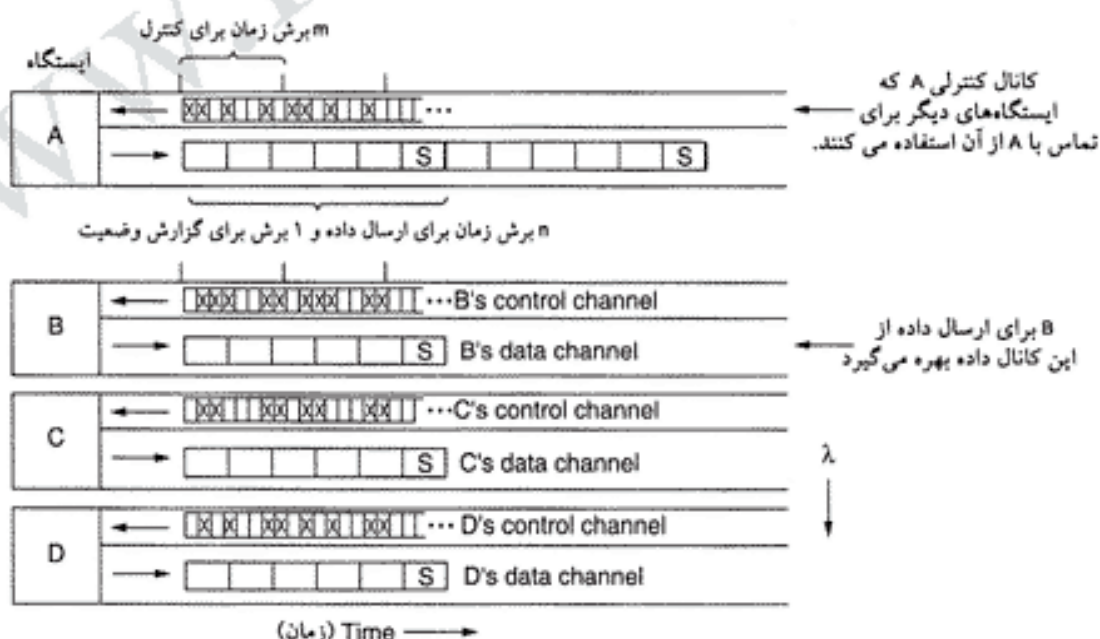 m برش زمان برای کنترل
ایستگاه
کانال کنترلی A که
ایستگاههای دیگر برای
تماس با A از آن استفاده می کنند.
A
...
S
S
n برش زمان برای ارسال داده و ۱ برش برای گزارش وضعیت
B
...B's control channel
S B's data channel
B برای ارسال داده از
این کانال داده بهره می‌گیرد
C
...C's control channel
S C's data channel
λ
D
... D's control channel
S D's data channel
Time (زمان)